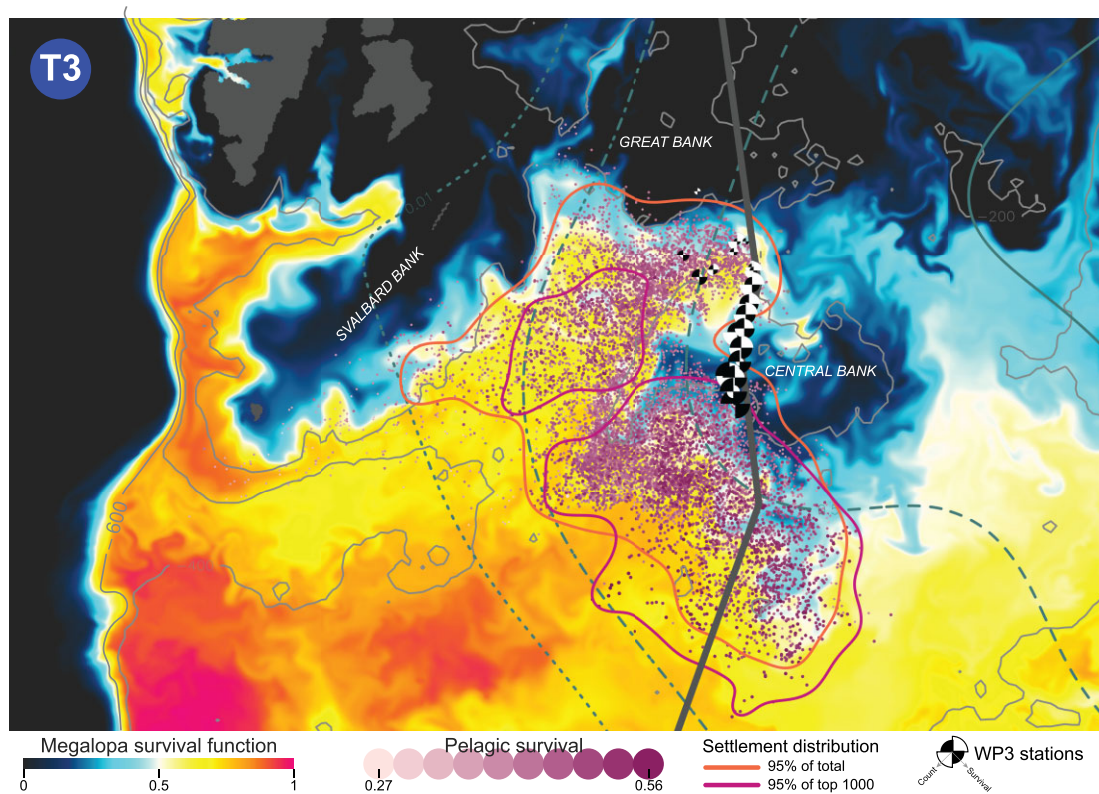 T3
GREAT BANK
0.01
−200
SVALBARD BANK
CENTRAL BANK
600
Megalopa survival function
0
0.5
1
Pelagic survival
0.27
0.56
Settlement distribution
95% of total
95% of top 1000
WP3 stations
Count
Survival